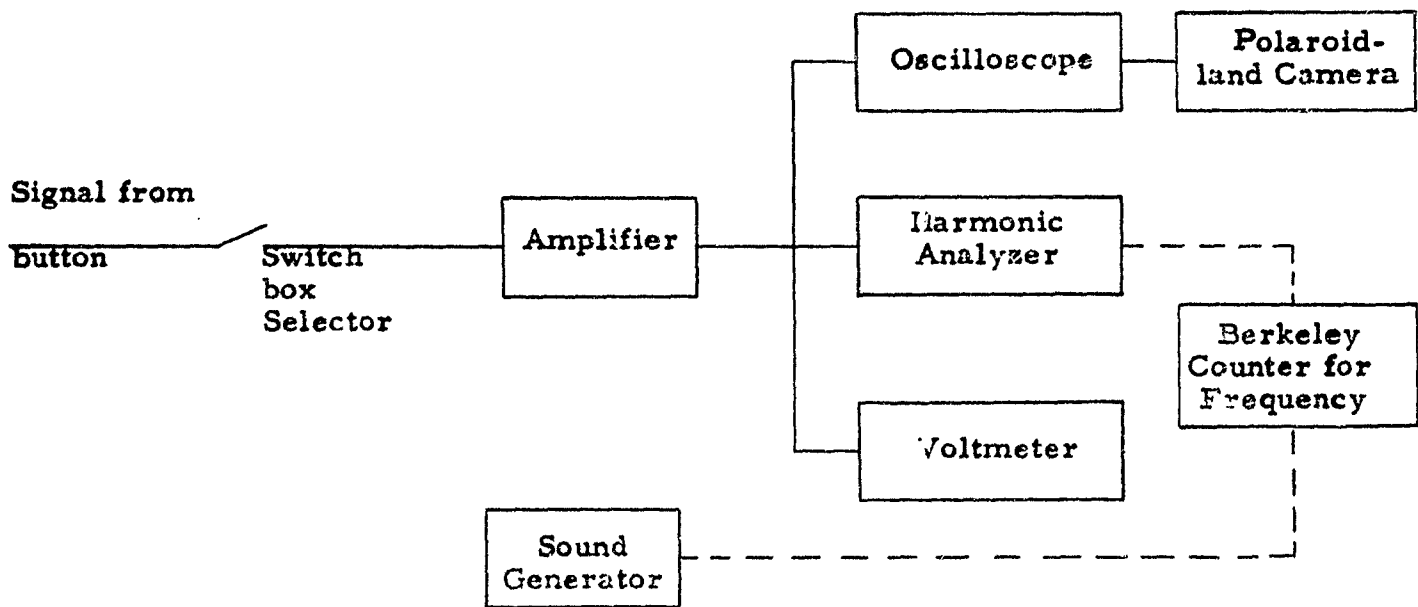 Oscilloscope
Polaroid-
land Camera
Signal from
button
Switch
box
Selector
Amplifier
Harmonic
Analyzer
Berkeley
Counter for
Frequency
Voltmeter
Sound
Generator